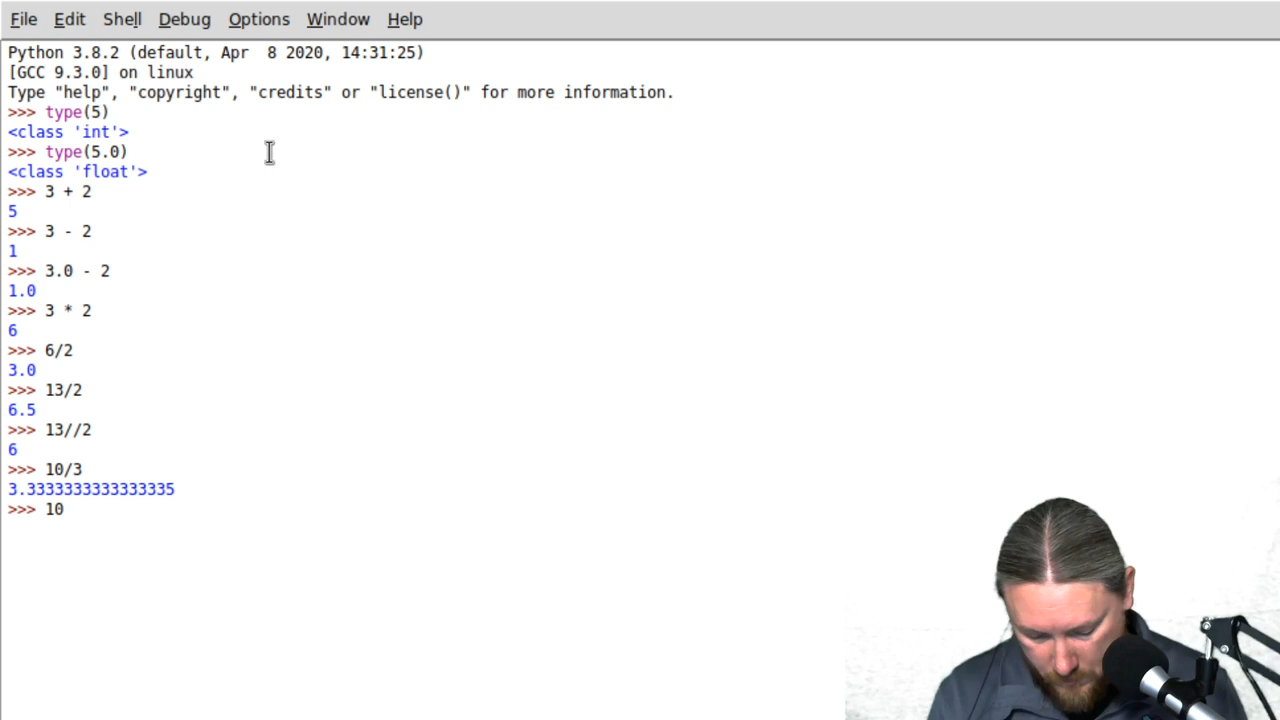 File Edit Shell Debug Options Window Help
Python 3.8.2 (default, Apr  8 2020, 14:31:25)
[GCC 9.3.0] on linux
Type "help", "copyright", "credits" or "license()" for more information.
>>> type(5)
<class 'int'>
>>> type(5.0)
<class 'float'>
>>> 3 + 2
5
>>> 3 - 2
1
>>> 3.0 - 2
1.0
>>> 3 * 2
6
>>> 6/2
3.0
>>> 13/2
6.5
>>> 13//2
6
>>> 10/3
3.3333333333333335
>>> 10